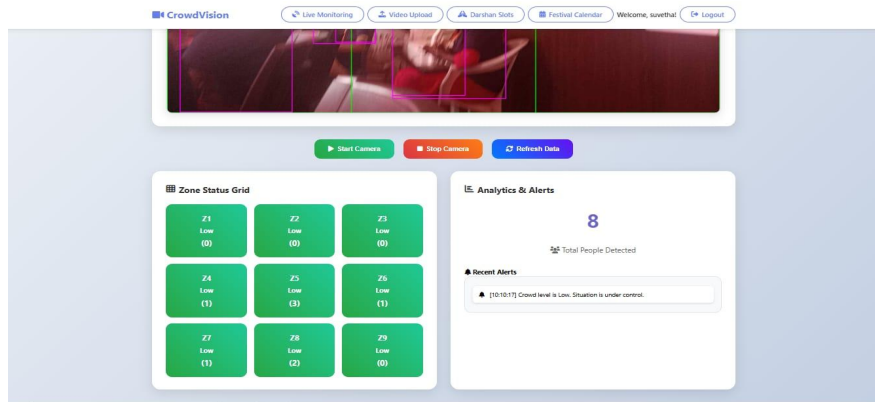 CrowdVision
Live Monitoring
Video Upload
Darshan Slots
Festival Calendar
Welcome, suvetha!
Logout
Start Camera
Stop Camera
Refresh Data
Zone Status Grid
Z1
Low
(0)
Z2
Low
(0)
Z3
Low
(0)
Z4
Low
(1)
Z5
Low
(3)
Z6
Low
(1)
Z7
Low
(1)
Z8
Low
(2)
Z9
Low
(0)
Analytics & Alerts
8
Total People Detected
Recent Alerts
[10:10:17] Crowd level is Low. Situation is under control.